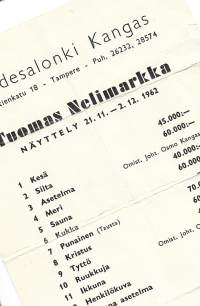 desalonki Kangas
ienkatu 18 - Tampere - Puh. 26232, 28574
Tuomas Nelimarkka
NÄYTTELY 21. 11. — 2. 12. 1962
1 Kesä 45.000:—
2 Silta 60.000:—
3 Asetelma Omist. joht. Osmo Kangas
4 Meri 40.000:—
5 Sauna 60.000:—
6 Kukka
7 Punainen (Trasta) 70.0
8 Kristus 60.
9 Tyttö Omist. joht. O
10 Ruukkuja
11 Ikkuna
Henkilökuva
asetelma